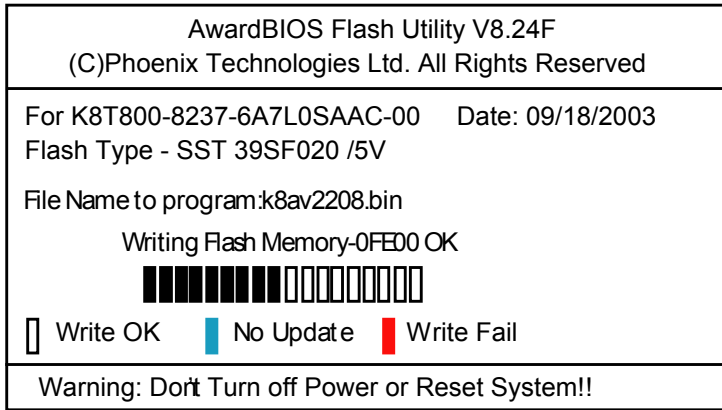 AwardBIOS Flash Utility V8.24F
(C)Phoenix Technologies Ltd. All Rights Reserved
For K8T800-8237-6A7L0SAAC-00 Date: 09/18/2003
Flash Type - SST 39SF020 /5V
File Name to program:k8av2208.bin
Writing Flash Memory-0FE00 OK
Write OK No Update Write Fail
Warning: Don't Turn off Power or Reset System!!